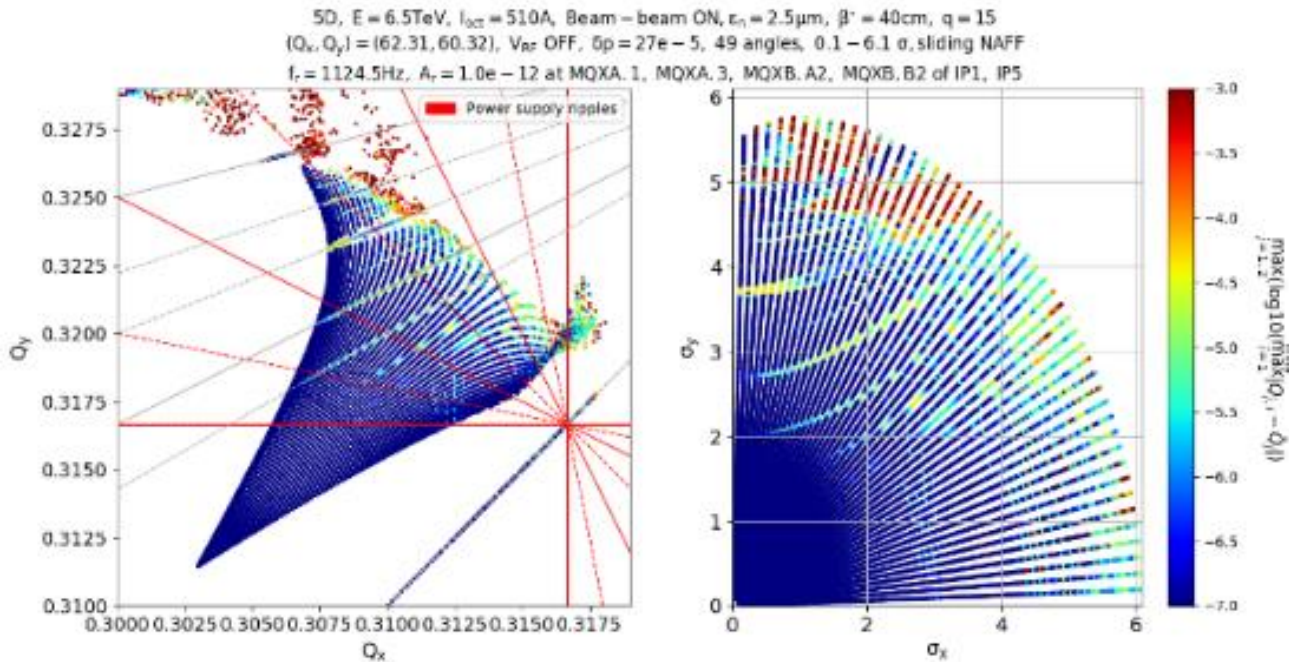 5D, E = 6.5TeV, I_oct = 510A, Beam − beam ON, ε_n = 2.5μm, β* = 40cm, q = 15
(Q_x, Q_y) = (62.31, 60.32), V_RF OFF, δp = 27e − 5, 49 angles, 0.1 − 6.1 σ, sliding NAFF
f_r = 1124.5Hz, A_r = 1.0e − 12 at MQXA.1, MQXA.3, MQXB.A2, MQXB.B2 of IP1, IP5
Power supply ripples
0.3275
0.3250
0.3225
0.3200
0.3175
0.3150
0.3125
0.3100
Q_y
0.3000 0.3025 0.3050 0.3075 0.3100 0.3125 0.3150 0.3175
Q_x
6
5
4
3
2
1
0
σ_y
0 2 4 6
σ_x
−3.0
−4.0
−4.5
−5.0
−5.5
−6.0
−6.5
−7.0